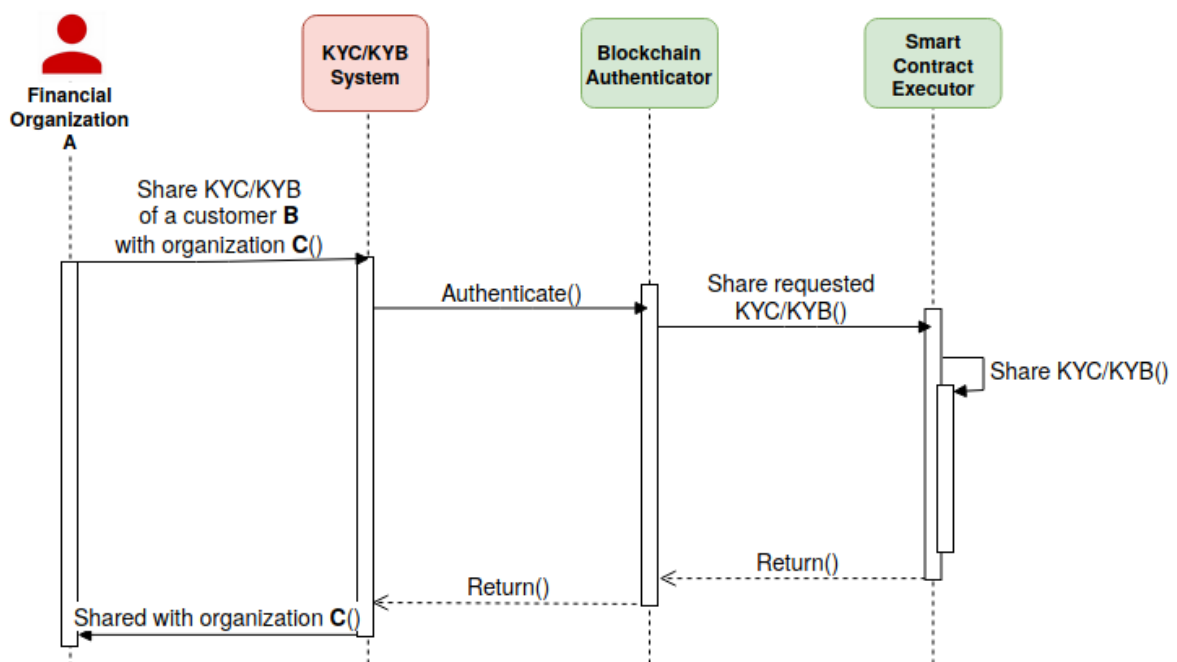 Financial
Organization
A
KYC/KYB
System
Blockchain
Authenticator
Smart
Contract
Executor
Share KYC/KYB
of a customer B
with organization C()
Authenticate()
Share requested
KYC/KYB()
Share KYC/KYB()
Return()
Return()
Shared with organization C()